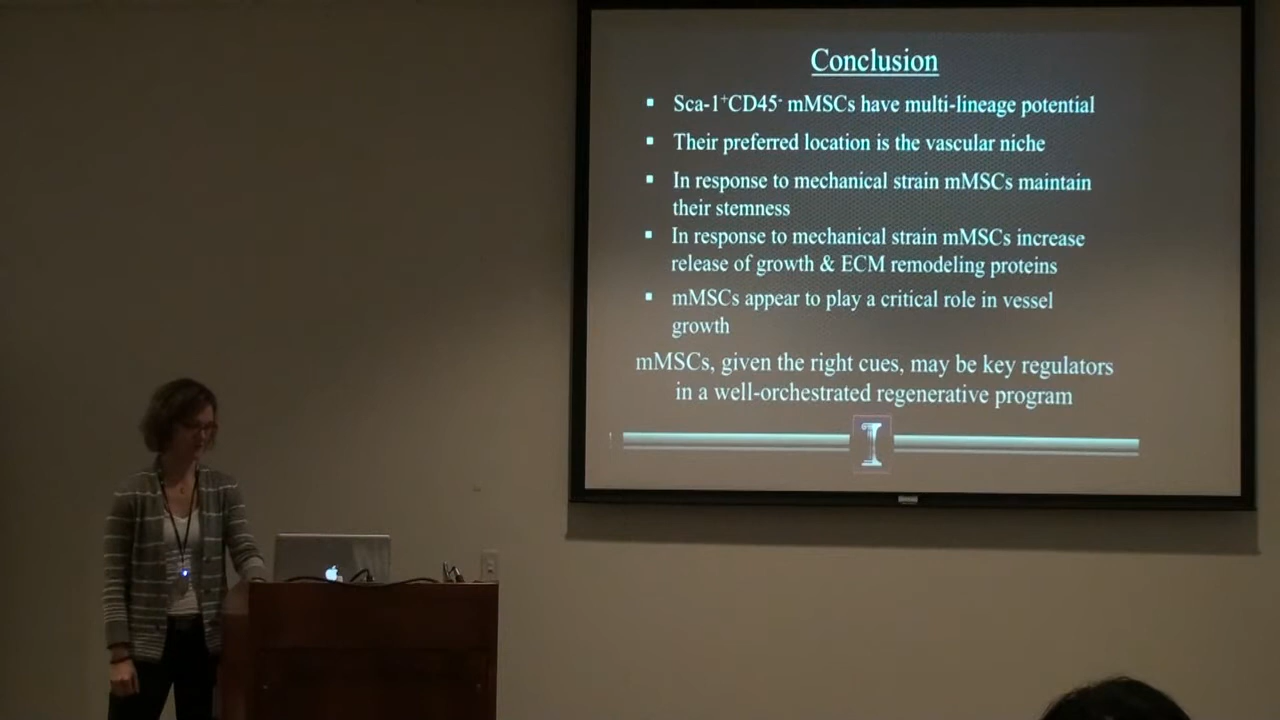 Conclusion
▪ Sca-1⁺CD45⁻ mMSCs have multi-lineage potential
▪ Their preferred location is the vascular niche
▪ In response to mechanical strain mMSCs maintain
their stemness
▪ In response to mechanical strain mMSCs increase
release of growth & ECM remodeling proteins
▪ mMSCs appear to play a critical role in vessel
growth
mMSCs, given the right cues, may be key regulators
in a well-orchestrated regenerative program
I